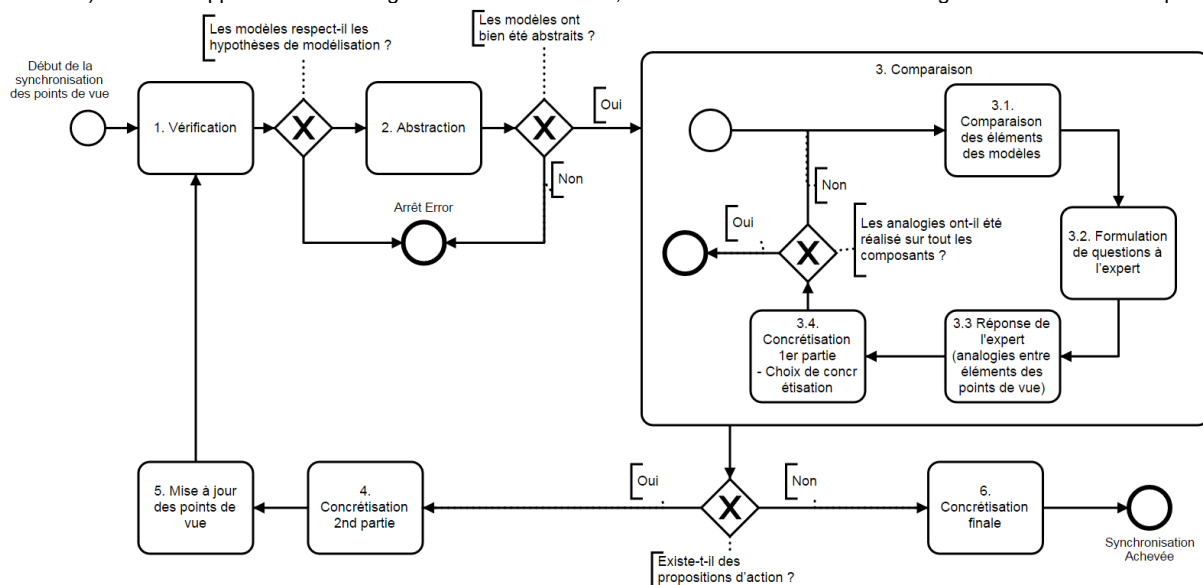 Les modèles respect-il les
hypothèses de modélisation ?
Les modèles ont
bien été abstraits ?
Début de la
synchronisation
des points de vue
1. Vérification
2. Abstraction
Oui
Non
Arrêt Error
3. Comparaison
3.1.
Comparaison
des éléments
des modèles
Non
Oui
Les analogies ont-il été
réalisé sur tout les
composants ?
3.2. Formulation
de questions à
l'expert
3.4.
Concrétisation
1er partie
- Choix de concr
étisation
3.3 Réponse de
l'expert
(analogies entre
éléments des
points de vue)
5. Mise à jour
des points de
vue
4.
Concrétisation
2nd partie
Oui
Non
6.
Concrétisation
finale
Synchronisation
Achevée
Existe-t-il des
propositions d'action ?